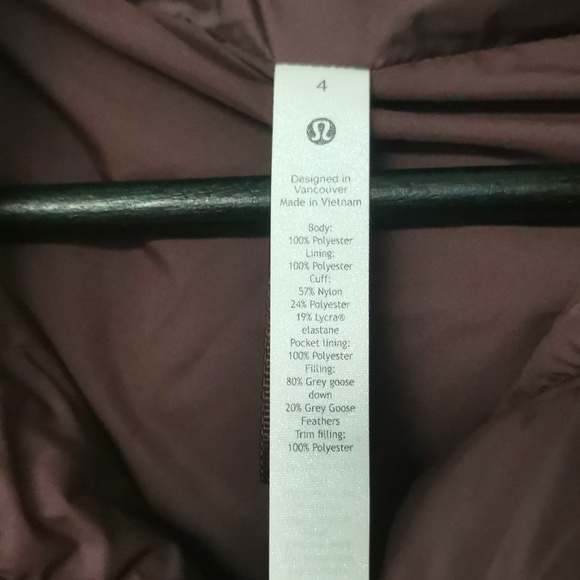 4
Designed in
Vancouver
Made in Vietnam
Body:
100% Polyester
Lining:
100% Polyester
Cuff:
57% Nylon
24% Polyester
19% Lycra®
elastane
Pocket lining:
100% Polyester
Filling:
80% Grey goose
down
20% Grey Goose
Feathers
Trim filling:
100% Polyester